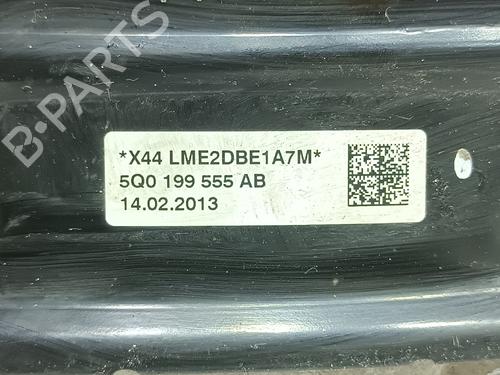 B-PARTS
*X44 LME2DBE1A7M*
5Q0 199 555 AB
14.02.2013